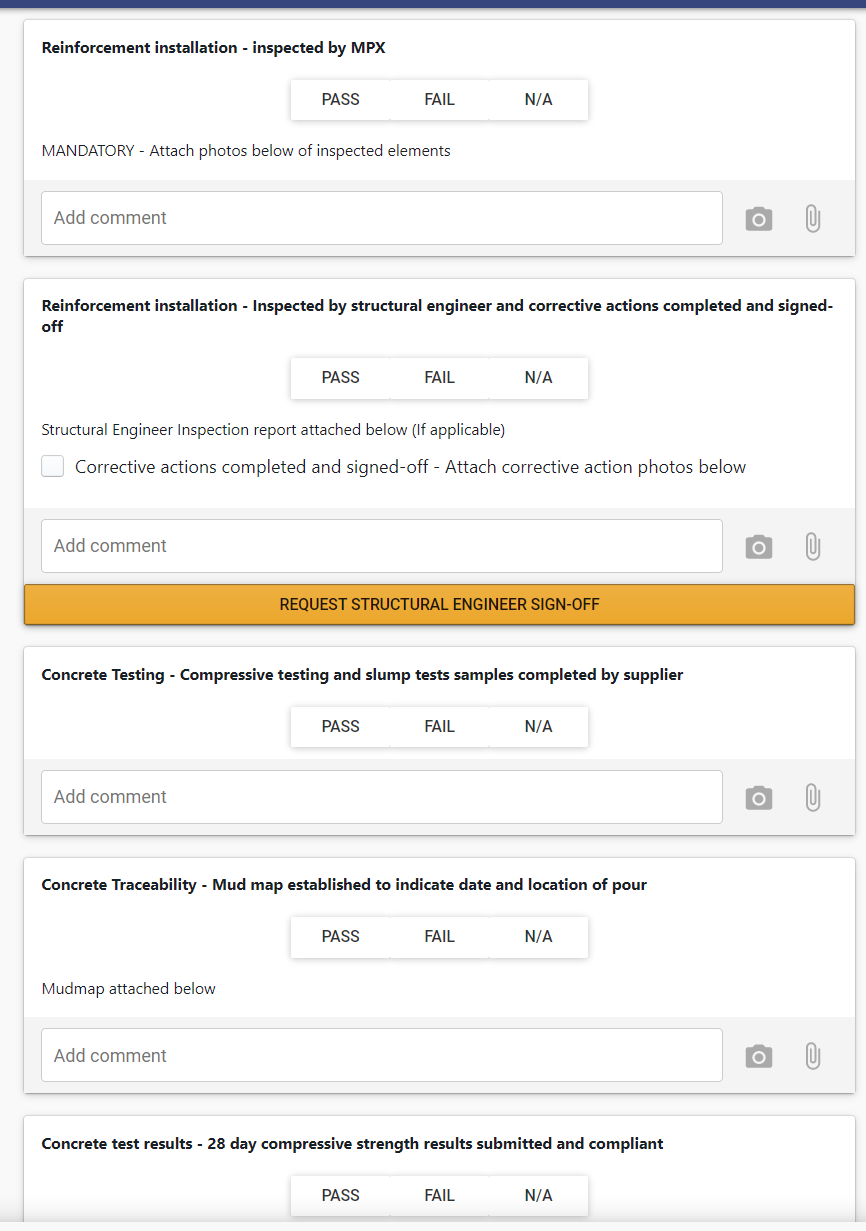 Reinforcement installation - inspected by MPX
PASS FAIL N/A
MANDATORY - Attach photos below of inspected elements
Add comment
Reinforcement installation - Inspected by structural engineer and corrective actions completed and signed-
off
PASS FAIL N/A
Structural Engineer Inspection report attached below (If applicable)
Corrective actions completed and signed-off - Attach corrective action photos below
Add comment
REQUEST STRUCTURAL ENGINEER SIGN-OFF
Concrete Testing - Compressive testing and slump tests samples completed by supplier
PASS FAIL N/A
Add comment
Concrete Traceability - Mud map established to indicate date and location of pour
PASS FAIL N/A
Mudmap attached below
Add comment
Concrete test results - 28 day compressive strength results submitted and compliant
PASS FAIL N/A